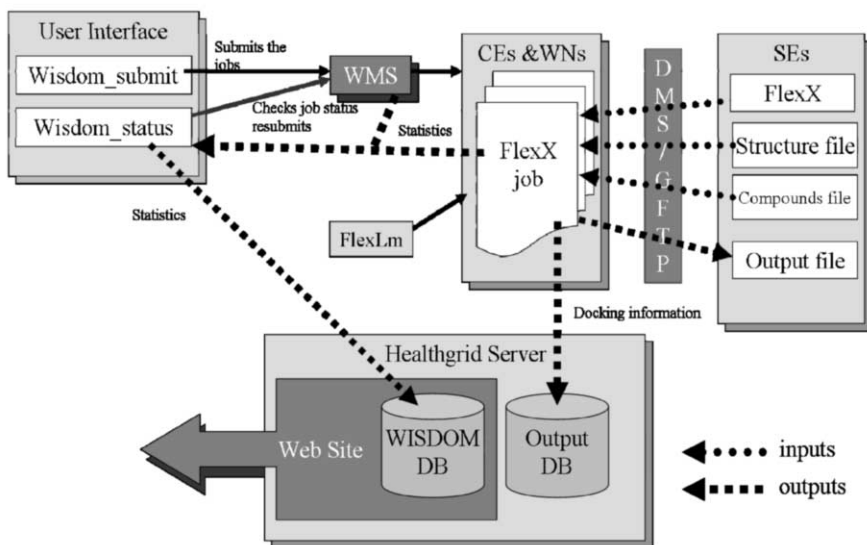 User Interface
Wisdom_submit
Wisdom_status
Submits the
jobs
WMS
Checks job status
resubmits
Statistics
Statistics
CEs &WNs
FlexX
job
FlexLm
DMS/GFTP
SEs
FlexX
Structure file
Compounds file
Output file
Docking information
Healthgrid Server
Web Site
WISDOM
DB
Output
DB
inputs
outputs